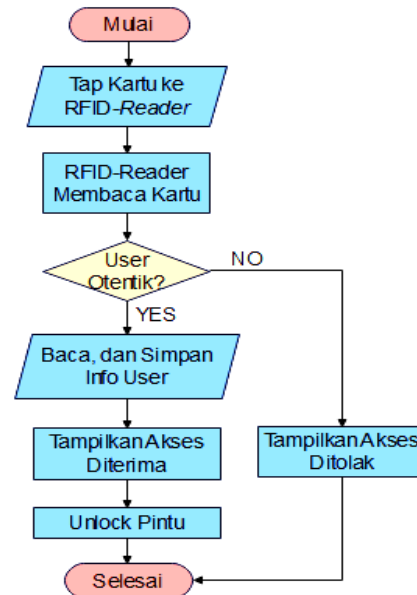 Mulai
Tap Kartu ke
RFID-Reader
RFID-Reader
Membaca Kartu
User
Otentik?
NO
YES
Baca, dan Simpan
Info User
Tampilkan Akses
Diterima
Tampilkan Akses
Ditolak
Unlock Pintu
Selesai